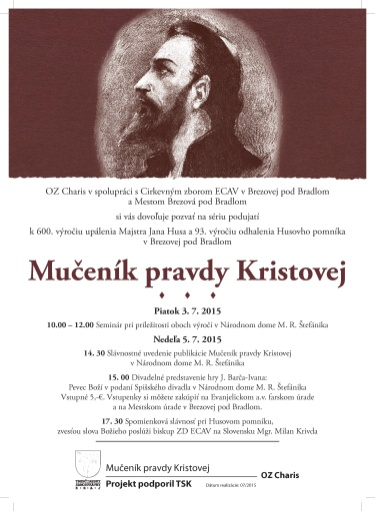 OZ Charis v spolupráci s Cirkevným zborom ECAV v Brezovej pod Bradlom
a Mestom Brezová pod Bradlom
si vás dovoľuje pozvať na sériu podujatí
k 600. výročiu upálenia Majstra Jana Husa a 93. výročiu odhalenia Husovho pomníka
v Brezovej pod Bradlom
Mučeník pravdy Kristovej
Piatok 3. 7. 2015
10.00 – 12.00 Seminár pri príležitosti oboch výročí v Národnom dome M. R. Štefánika
Nedeľa 5. 7. 2015
14. 30 Slávnostné uvedenie publikácie Mučeník pravdy Kristovej
v Národnom dome M. R. Štefánika
15. 00 Divadelné predstavenie hry J. Barča-Ivana:
Pevec Boží v podaní Spišského divadla v Národnom dome M. R. Štefánika
Vstupné 5,-€. Vstupenky si môžete zakúpiť na Evanjelickom a.v. farskom úrade
a na Mestskom úrade v Brezovej pod Bradlom.
17. 30 Spomienková slávnosť pri Husovom pomníku,
zvesťou slova Božieho poslúži biskup ZD ECAV na Slovensku Mgr. Milan Krivda
Mučeník pravdy Kristovej
OZ Charis
Projekt podporil TSK
Dátum realizácie: 07/2015